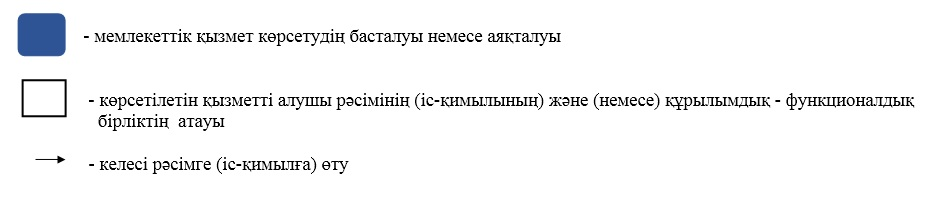 - мемлекеттік қызмет көрсетудің басталуы немесе аяқталуы
- көрсетілетін қызметті алушы рәсімінің (іс-қимылының) және (немесе) құрылымдық - функционалдық
бірліктің атауы
- келесі рәсімге (іс-қимылға) өту